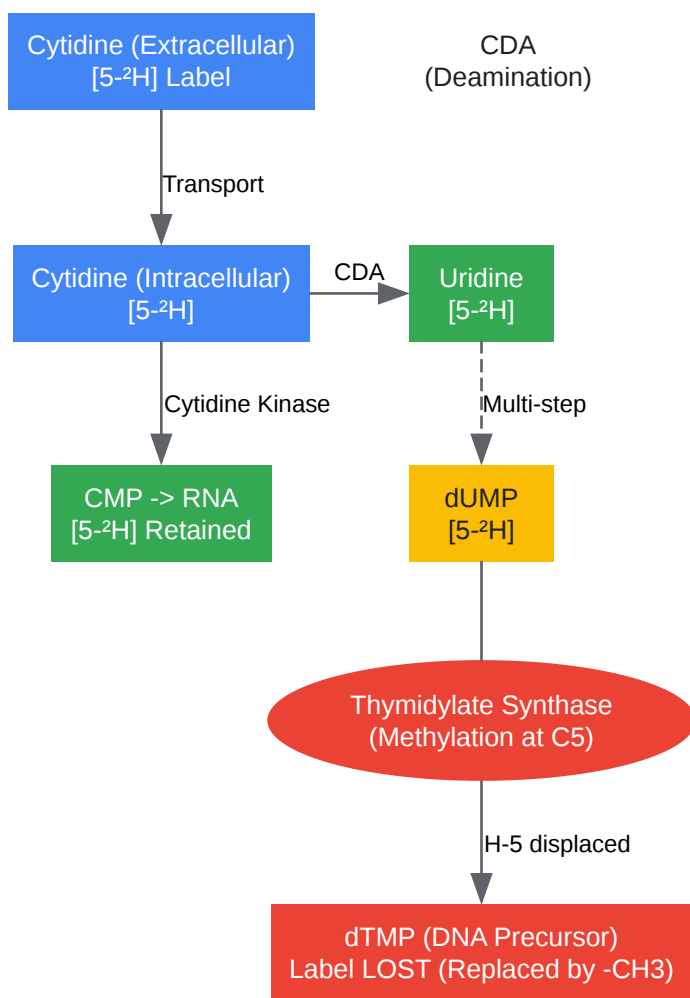 Cytidine (Extracellular)
[5-²H] Label
CDA
(Deamination)
Transport
Cytidine (Intracellular)
[5-²H]
CDA
Uridine
[5-²H]
Cytidine Kinase
Multi-step
CMP -> RNA
[5-²H] Retained
dUMP
[5-²H]
Thymidylate Synthase
(Methylation at C5)
H-5 displaced
dTMP (DNA Precursor)
Label LOST (Replaced by -CH3)